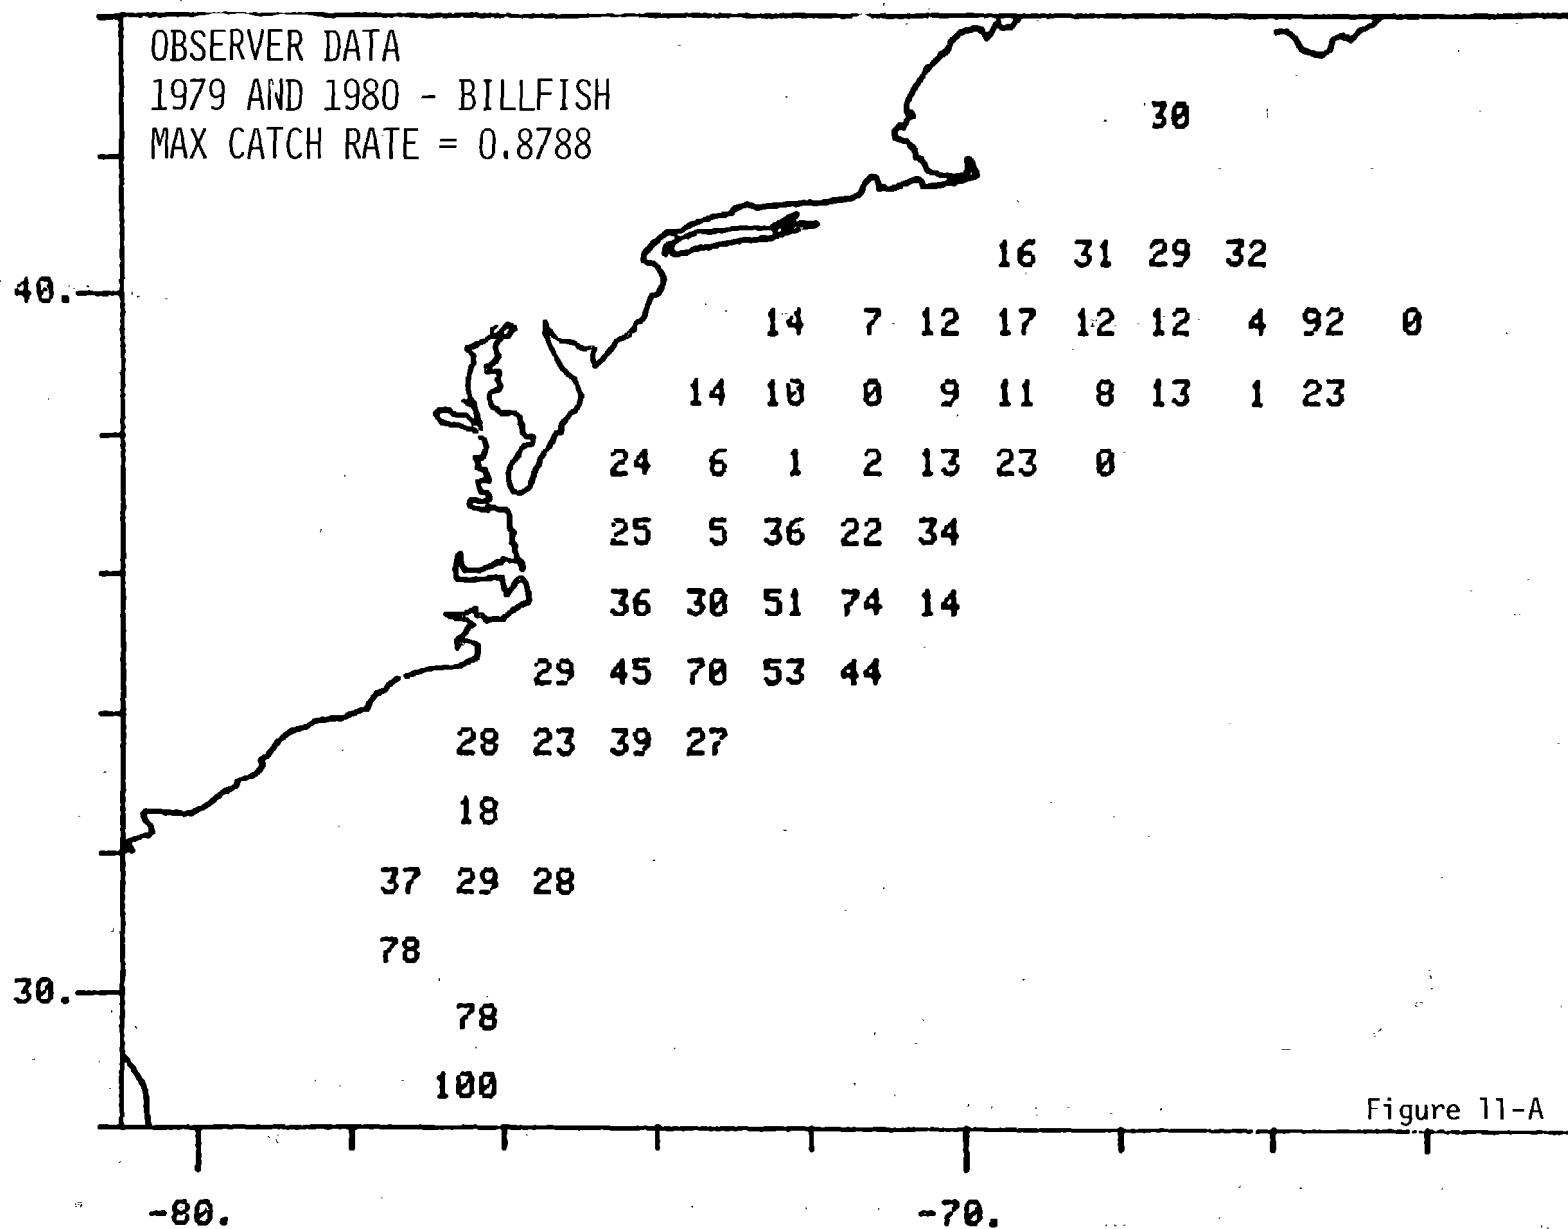 OBSERVER DATA
1979 AND 1980 - BILLFISH
MAX CATCH RATE = 0.8788
30
16 31 29 32
40.
14 7 12 17 12 12 4 92 0
14 10 0 9 11 8 13 1 23
24 6 1 2 13 23 0
25 5 36 22 34
36 30 51 74 14
29 45 70 53 44
28 23 39 27
18
37 29 28
78
30.
78
100
Figure 11-A
-80. -70.